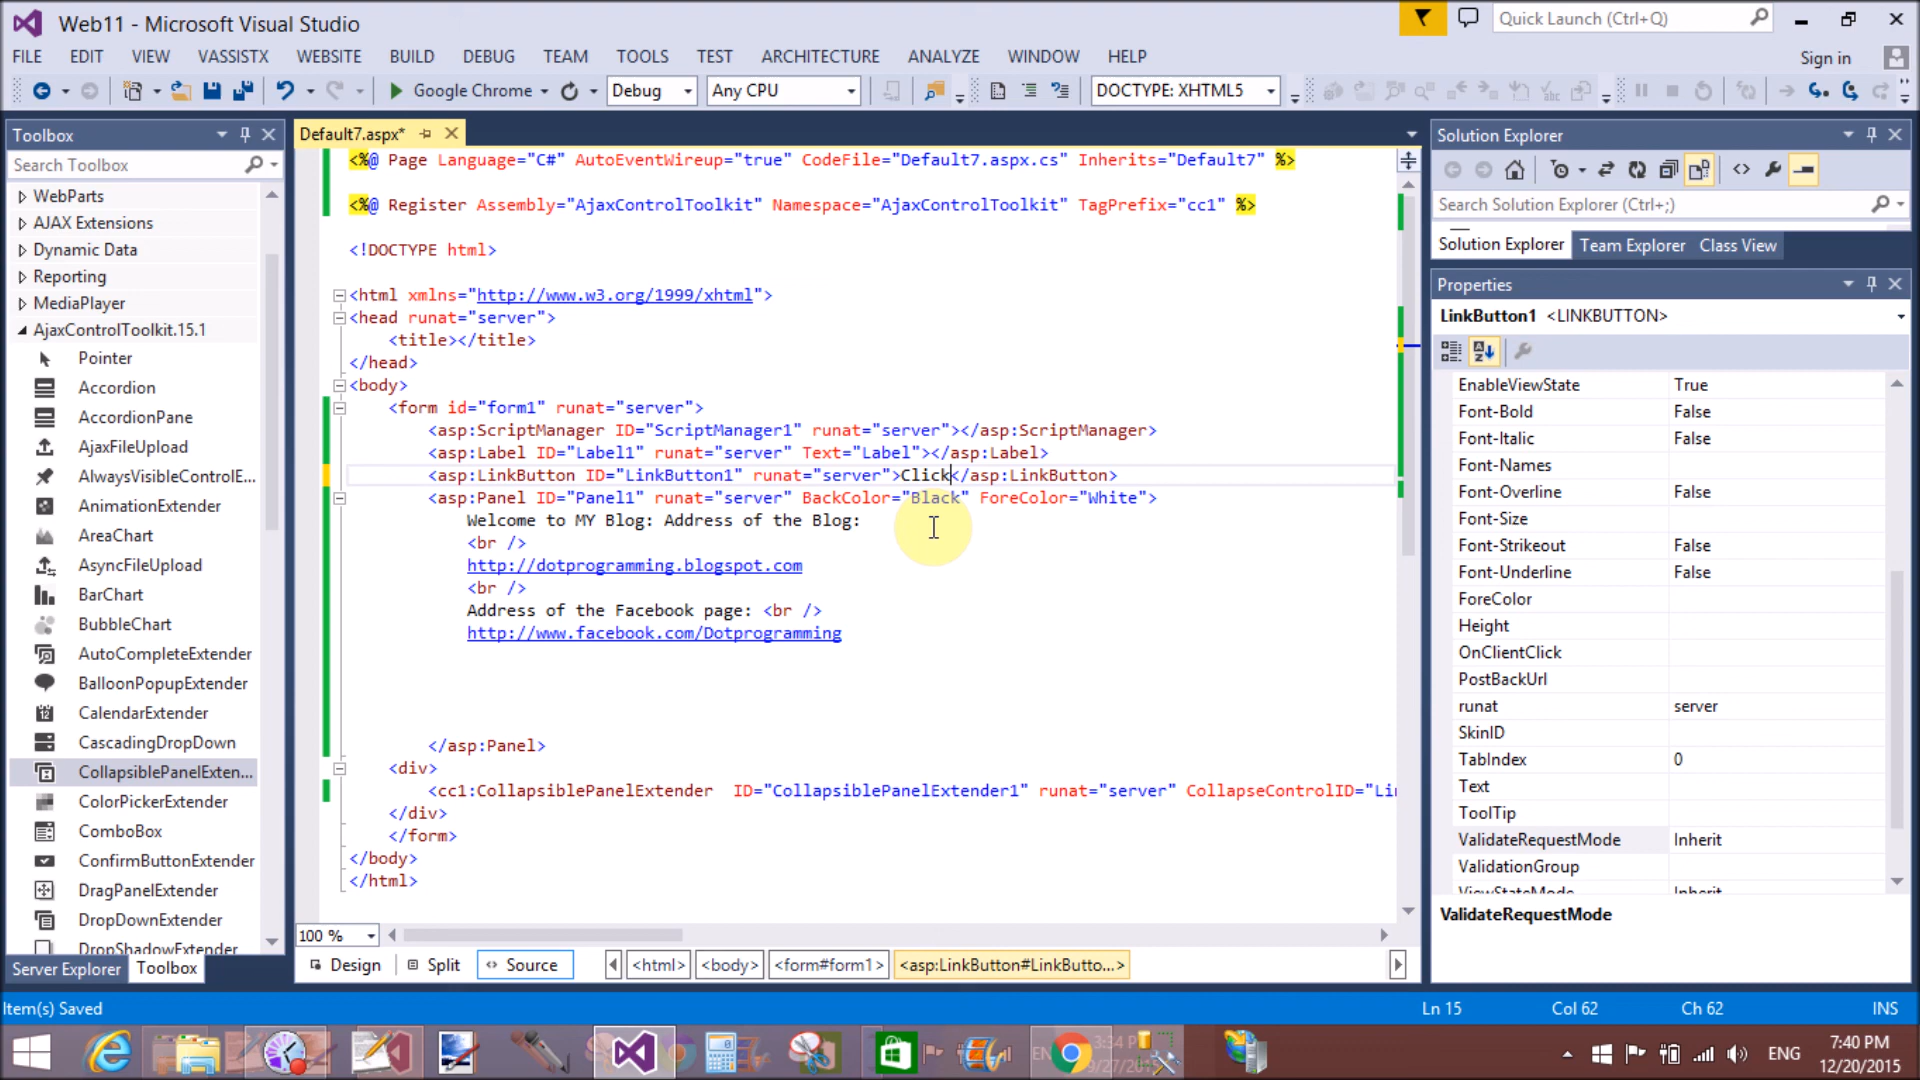 Web11 - Microsoft Visual Studio
Quick Launch (Ctrl+Q)
FILE EDIT VIEW VASSISTX WEBSITE BUILD DEBUG TEAM TOOLS TEST ARCHITECTURE ANALYZE WINDOW HELP
Sign in
Google Chrome Debug Any CPU DOCTYPE: XHTML5
Toolbox
Search Toolbox
WebParts
AJAX Extensions
Dynamic Data
Reporting
MediaPlayer
AjaxControlToolkit.15.1
Pointer
Accordion
AccordionPane
AjaxFileUpload
AlwaysVisibleControlE...
AnimationExtender
AreaChart
AsyncFileUpload
BarChart
BubbleChart
AutoCompleteExtender
BalloonPopupExtender
CalendarExtender
CascadingDropDown
CollapsiblePanelExten...
ColorPickerExtender
ComboBox
ConfirmButtonExtender
DragPanelExtender
DropDownExtender
DropShadowExtender
Server Explorer Toolbox
Default7.aspx*
<%@ Page Language="C#" AutoEventWireup="true" CodeFile="Default7.aspx.cs" Inherits="Default7" %>
<%@ Register Assembly="AjaxControlToolkit" Namespace="AjaxControlToolkit" TagPrefix="cc1" %>
<!DOCTYPE html>
<html xmlns="http://www.w3.org/1999/xhtml">
<head runat="server">
<title></title>
</head>
<body>
<form id="form1" runat="server">
<asp:ScriptManager ID="ScriptManager1" runat="server"></asp:ScriptManager>
<asp:Label ID="Label1" runat="server" Text="Label"></asp:Label>
<asp:LinkButton ID="LinkButton1" runat="server">Click</asp:LinkButton>
<asp:Panel ID="Panel1" runat="server" BackColor="Black" ForeColor="White">
Welcome to MY Blog: Address of the Blog:
<br />
http://dotprogramming.blogspot.com
<br />
Address of the Facebook page: <br />
http://www.facebook.com/Dotprogramming
</asp:Panel>
<div>
<cc1:CollapsiblePanelExtender ID="CollapsiblePanelExtender1" runat="server" CollapseControlID="Li
</div>
</form>
</body>
</html>
100 %
Design Split Source <html> <body> <form#form1> <asp:LinkButton#LinkButto...>
Solution Explorer
Search Solution Explorer (Ctrl+;)
Solution Explorer Team Explorer Class View
Properties
LinkButton1 <LINKBUTTON>
EnableViewState True
Font-Bold False
Font-Italic False
Font-Names
Font-Overline False
Font-Size
Font-Strikeout False
Font-Underline False
ForeColor
Height
OnClientClick
PostBackUrl
runat server
SkinID
TabIndex 0
Text
ToolTip
ValidateRequestMode Inherit
ValidationGroup
ViewStateMode Inherit
ValidateRequestMode
Item(s) Saved Ln 15 Col 62 Ch 62 INS
ENG
7:40 PM
12/20/2015